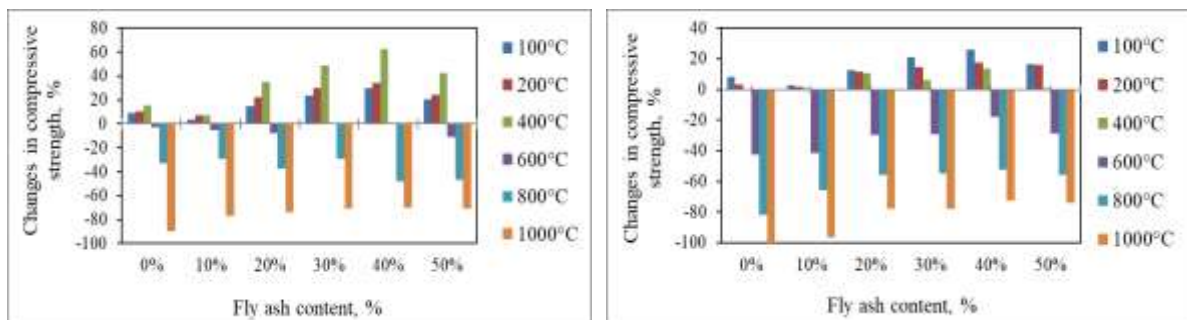 80
60
40
20
0
-20
-40
-60
-80
-100
Changes in compressive
strength, %
0% 10% 20% 30% 40% 50%
Fly ash content, %
100°C
200°C
400°C
600°C
800°C
1000°C
40
20
0
-20
-40
-60
-80
-100
Changes in compressive
strength, %
0% 10% 20% 30% 40% 50%
Fly ash content, %
100°C
200°C
400°C
600°C
800°C
1000°C